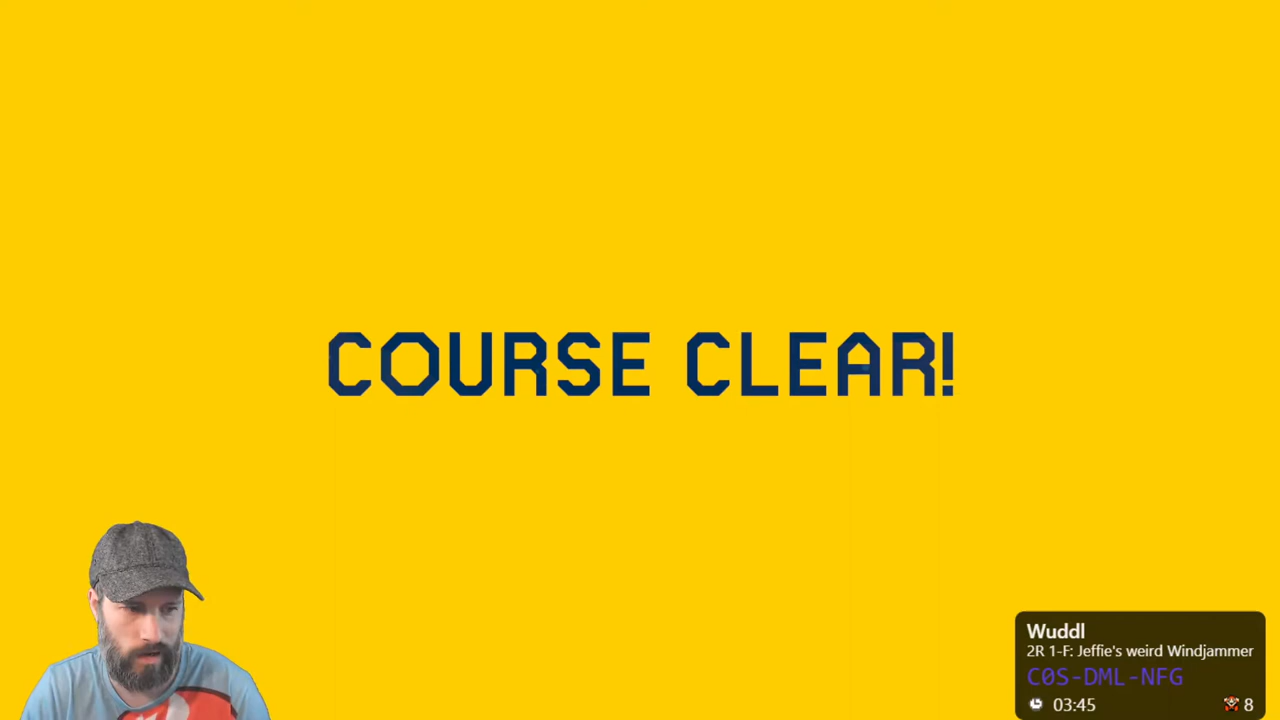 COURSE CLEAR!
Wuddl
2R 1-F: Jeffie's weird Windjammer
C0S-DML-NFG
03:45
8